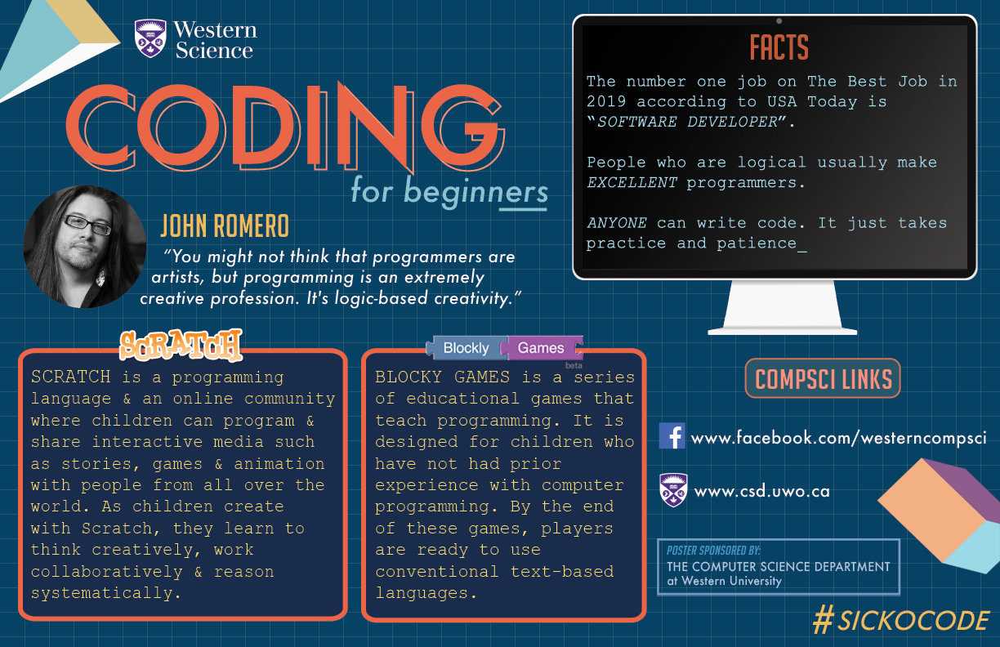 Western
Science
CODING
for beginners
JOHN ROMERO
“You might not think that programmers are
artists, but programming is an extremely
creative profession. It's logic-based creativity.”
FACTS
The number one job on The Best Job in
2019 according to USA Today is
“SOFTWARE DEVELOPER”.
People who are logical usually make
EXCELLENT programmers.
ANYONE can write code. It just takes
practice and patience_
SCRATCH
SCRATCH is a programming
language & an online community
where children can program &
share interactive media such
as stories, games & animation
with people from all over the
world. As children create
with Scratch, they learn to
think creatively, work
collaboratively & reason
systematically.
Blockly Games
beta
BLOCKY GAMES is a series
of educational games that
teach programming. It is
designed for children who
have not had prior
experience with computer
programming. By the end
of these games, players
are ready to use
conventional text-based
languages.
COMPSCI LINKS
f www.facebook.com/westerncompsci
www.csd.uwo.ca
POSTER SPONSORED BY:
THE COMPUTER SCIENCE DEPARTMENT
at Western University
#SICKOCODE